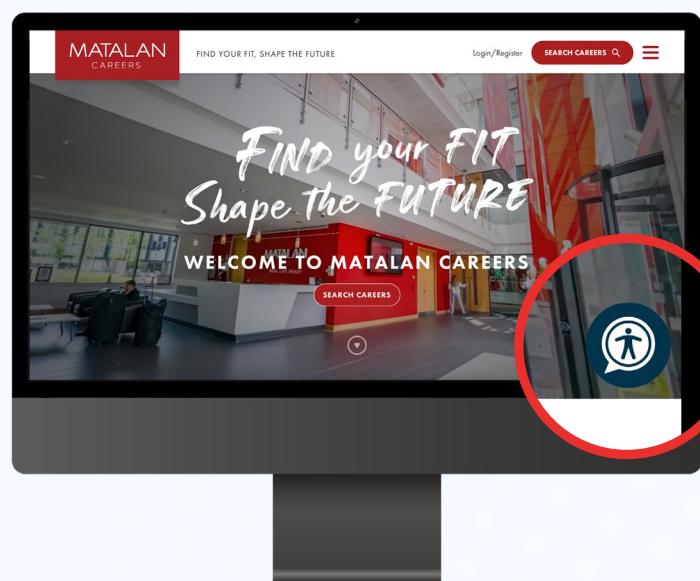 MATALAN
CAREERS
FIND YOUR FIT, SHAPE THE FUTURE
Login/Register
SEARCH CAREERS
FIND your FIT
Shape the FUTURE
MATALAN
WELCOME TO MATALAN CAREERS
SEARCH CAREERS